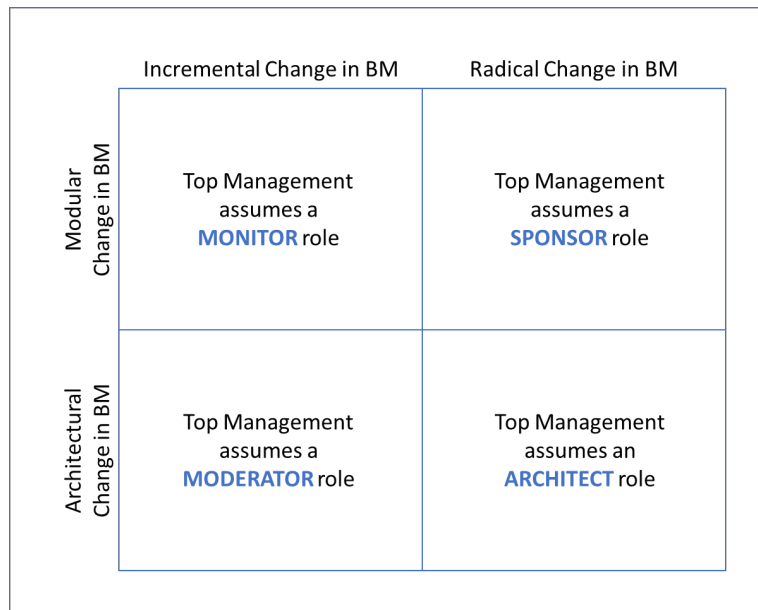 Incremental Change in BM
Radical Change in BM
Modular
Change in BM
Top Management
assumes a
MONITOR role
Top Management
assumes a
SPONSOR role
Architectural
Change in BM
Top Management
assumes a
MODERATOR role
Top Management
assumes an
ARCHITECT role